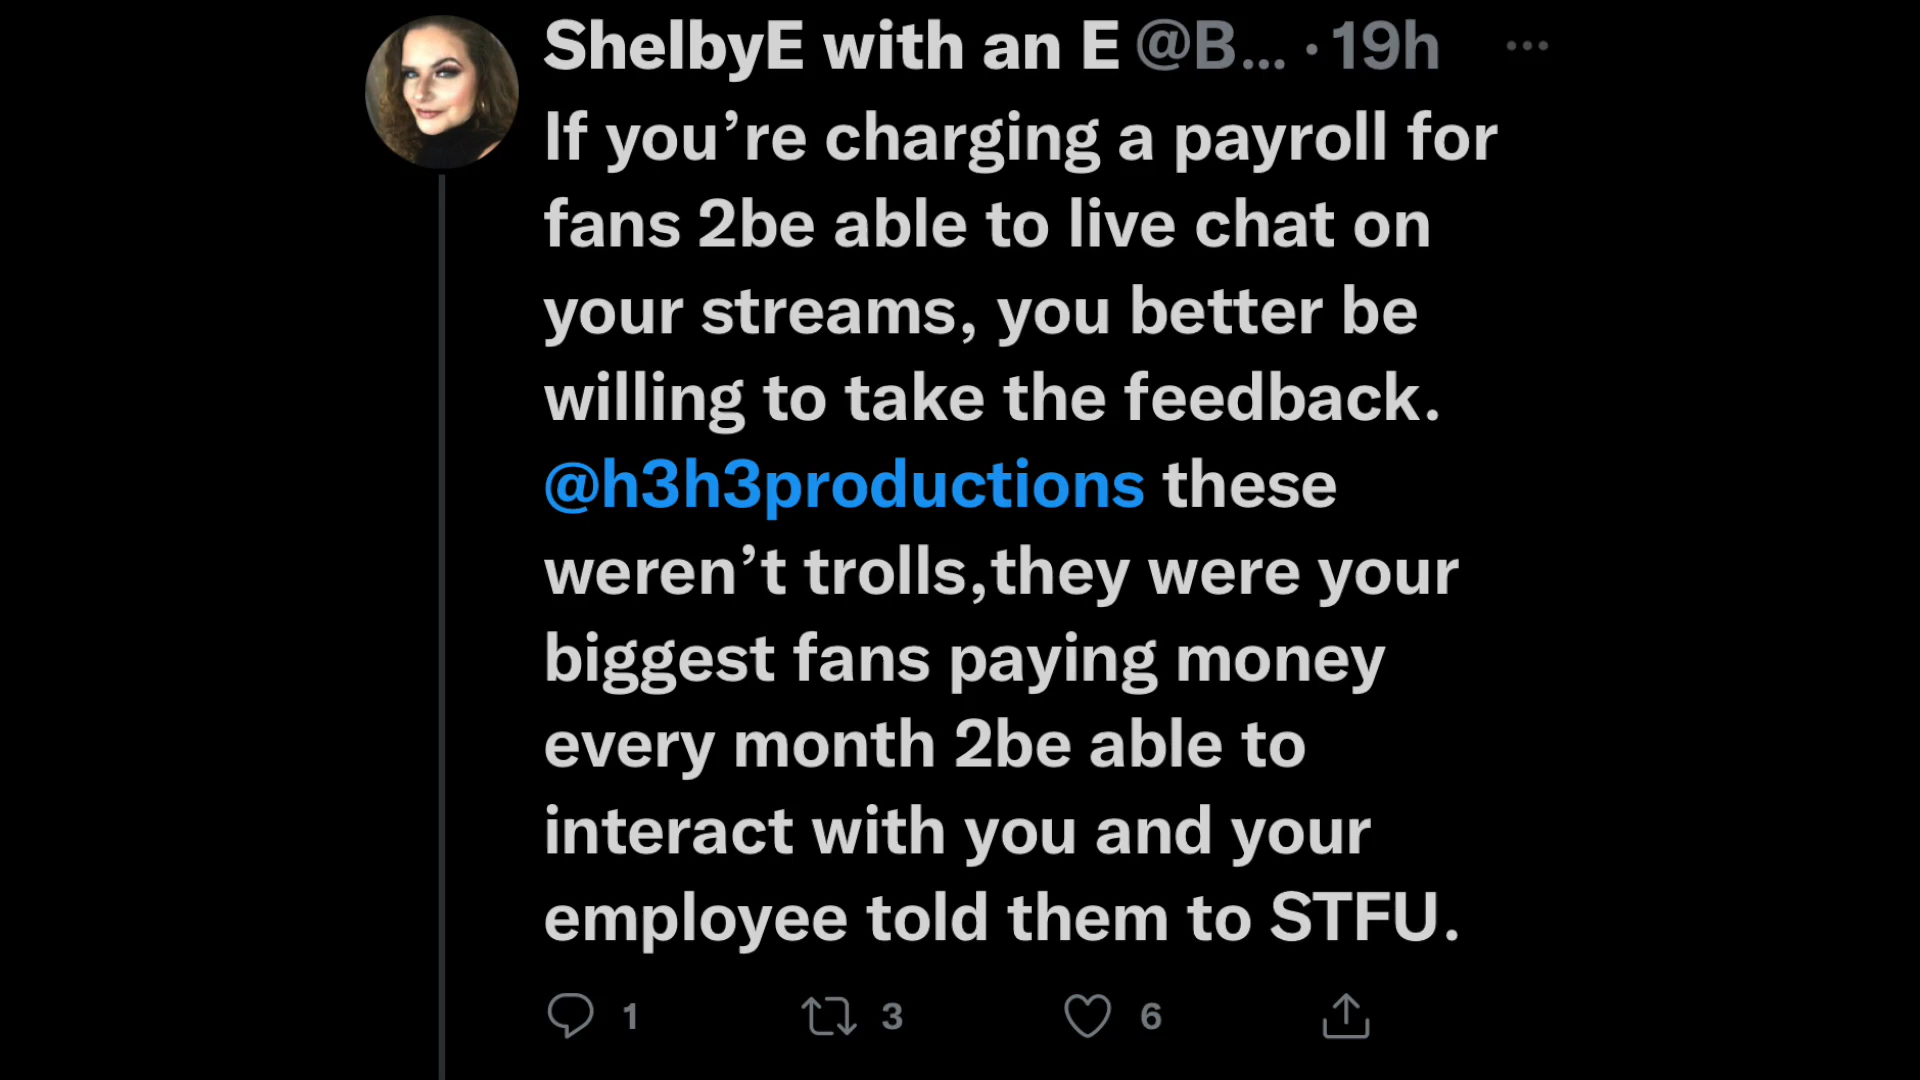 ShelbyE with an E @B... · 19h
If you’re charging a payroll for
fans 2be able to live chat on
your streams, you better be
willing to take the feedback.
@h3h3productions these
weren’t trolls,they were your
biggest fans paying money
every month 2be able to
interact with you and your
employee told them to STFU.
1 3 6